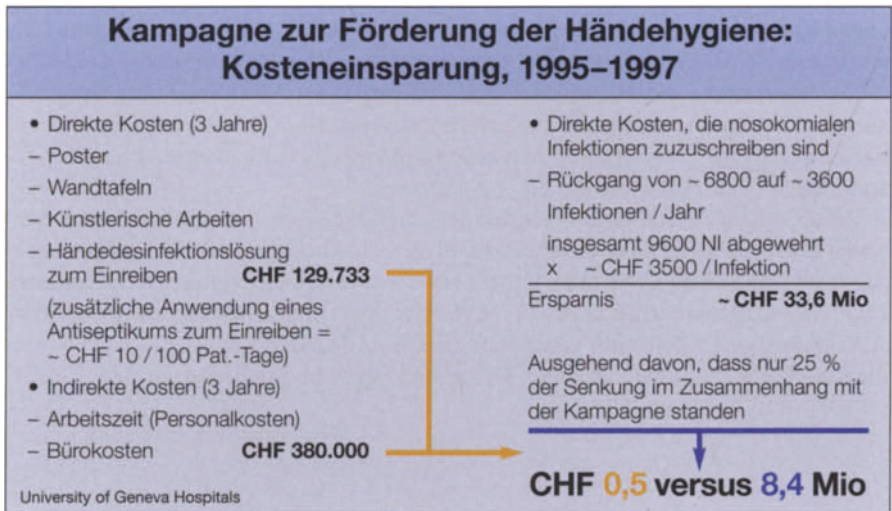 Kampagne zur Förderung der Händehygiene:
Kosteneinsparung, 1995–1997
• Direkte Kosten (3 Jahre)
– Poster
– Wandtafeln
– Künstlerische Arbeiten
– Händedesinfektionslösung
zum Einreiben CHF 129.733
(zusätzliche Anwendung eines
Antiseptikums zum Einreiben =
~ CHF 10 / 100 Pat.-Tage)
• Indirekte Kosten (3 Jahre)
– Arbeitszeit (Personalkosten)
– Bürokosten CHF 380.000
University of Geneva Hospitals
• Direkte Kosten, die nosokomialen
Infektionen zuzuschreiben sind
– Rückgang von ~ 6800 auf ~ 3600
Infektionen / Jahr
insgesamt 9600 NI abgewehrt
x ~ CHF 3500 / Infektion
Ersparnis ~ CHF 33,6 Mio
Ausgehend davon, dass nur 25 %
der Senkung im Zusammenhang mit
der Kampagne standen
CHF 0,5 versus 8,4 Mio